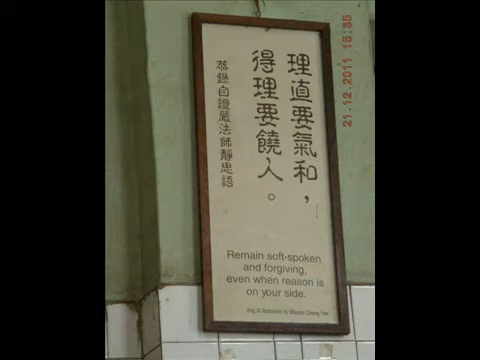 理直要氣和，
得理要饒人。
恭錄自證嚴法師靜思語
Remain soft-spoken
and forgiving,
even when reason is
on your side.
Jing Si Aphorism by Master Cheng Yen
21.12.2011 15:35